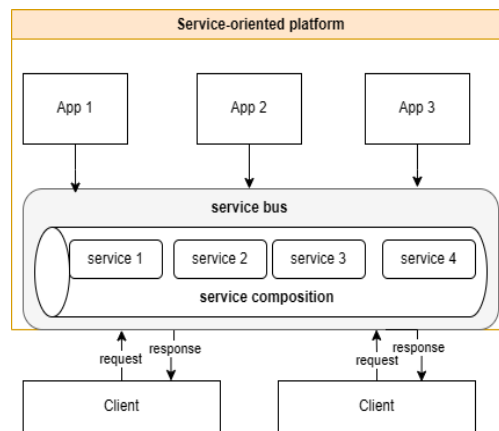 Service-oriented platform
App 1
App 2
App 3
service bus
service 1
service 2
service 3
service 4
service composition
request
response
request
response
Client
Client